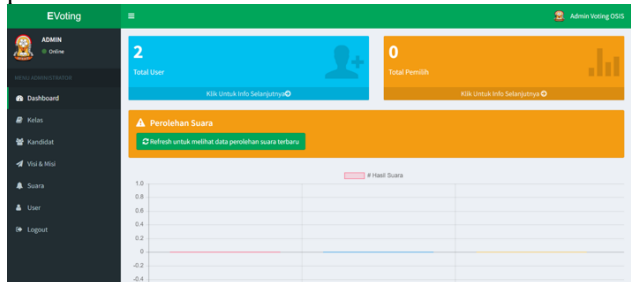 EVoting
Admin Voting OSIS
ADMIN
Online
MENU ADMINISTRATOR
Dashboard
Kelas
Kandidat
Visi & Misi
Suara
User
Logout
2
Total User
Klik Untuk Info Selanjutnya
0
Total Pemilih
Klik Untuk Info Selanjutnya
Perolehan Suara
Refresh untuk melihat data perolehan suara terbaru
# Hasil Suara
1.0
0.8
0.6
0.4
0.2
0
-0.2
-0.4